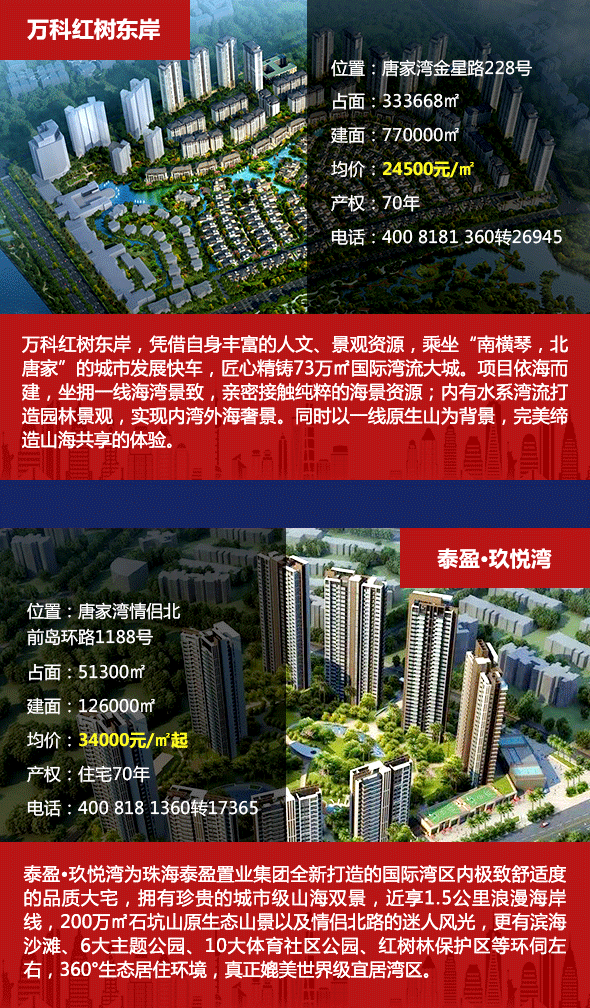 万科红树东岸
位置：唐家湾金星路228号
占面：333668㎡
建面：770000㎡
均价：24500元/㎡
产权：70年
电话：400 8181 360转26945
万科红树东岸，凭借自身丰富的人文、景观资源，乘坐“南横琴，北
唐家”的城市发展快车，匠心精铸73万㎡国际湾流大城。项目依海而
建，坐拥一线海湾景致，亲密接触纯粹的海景资源；内有水系湾流打
造园林景观，实现内湾外海奢景。同时以一线原生山为背景，完美缔
造山海共享的体验。
泰盈•玖悦湾
位置：唐家湾情侣北
前岛环路1188号
占面：51300㎡
建面：126000㎡
均价：34000元/㎡起
产权：住宅70年
电话：400 818 1360转17365
泰盈•玖悦湾为珠海泰盈置业集团全新打造的国际湾区内极致舒适度
的品质大宅，拥有珍贵的城市级山海双景，近享1.5公里浪漫海岸
线，200万㎡石坑山原生态山景以及情侣北路的迷人风光，更有滨海
沙滩、6大主题公园、10大体育社区公园、红树林保护区等环伺左
右，360°生态居住环境，真正媲美世界级宜居湾区。